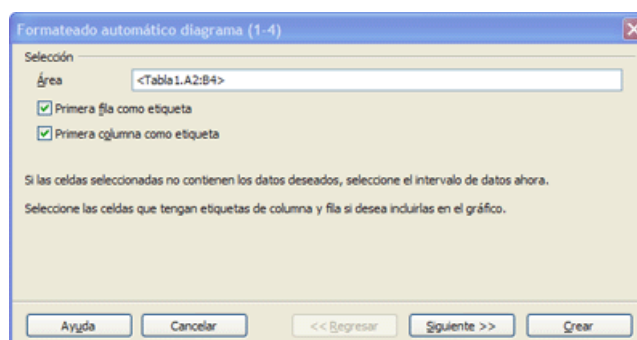 Formateado automático diagrama (1-4)
Selección
Área <Tabla1.A2:B4>
Primera fila como etiqueta
Primera columna como etiqueta
Si las celdas seleccionadas no contienen los datos deseados, seleccione el intervalo de datos ahora.
Seleccione las celdas que tengan etiquetas de columna y fila si desea incluirlas en el gráfico.
Ayuda Cancelar << Regresar Siguiente >> Crear